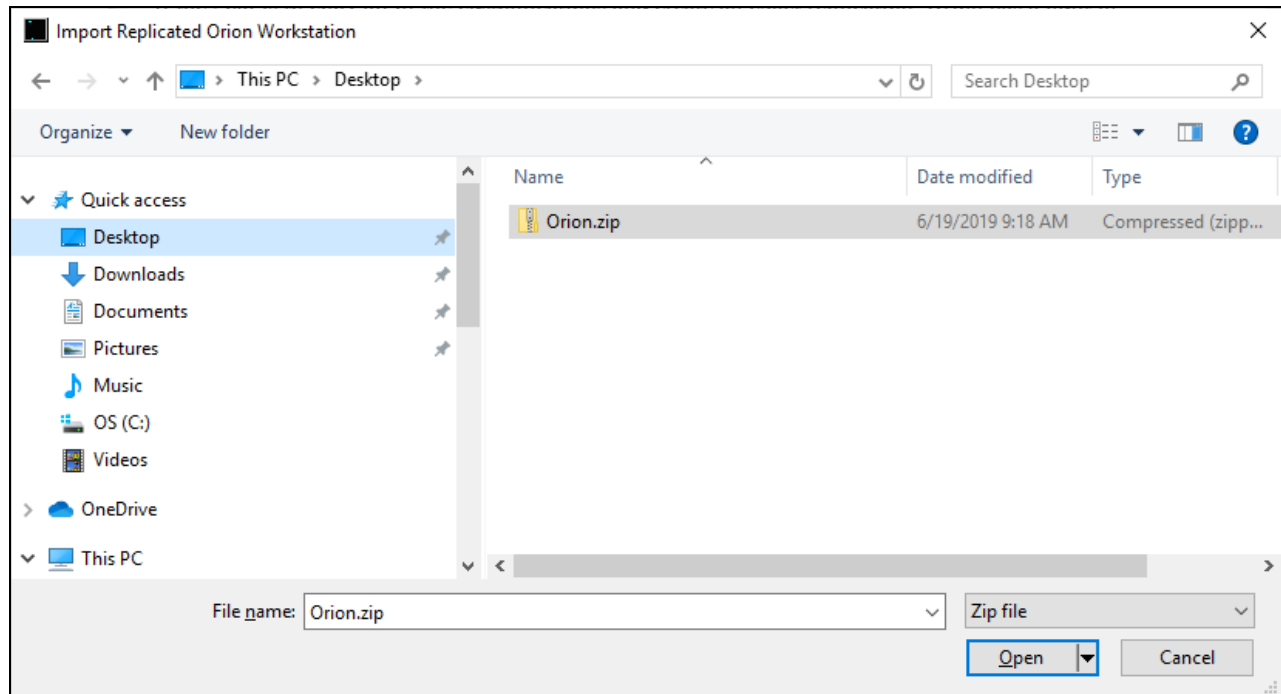 Import Replicated Orion Workstation
This PC > Desktop >
Search Desktop
Organize
New folder
Name
Date modified
Type
Quick access
Desktop
Downloads
Documents
Pictures
Music
OS (C:)
Videos
OneDrive
This PC
Orion.zip
6/19/2019 9:18 AM
Compressed (zipp...
File name:
Orion.zip
Zip file
Open
Cancel